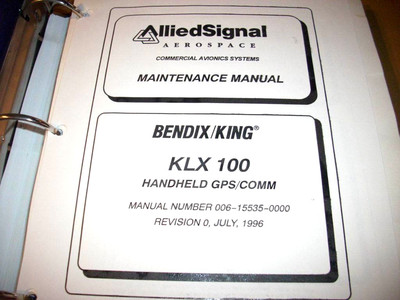 AlliedSignal
AEROSPACE
COMMERCIAL AVIONICS SYSTEMS
MAINTENANCE MANUAL
BENDIX/KING®
KLX 100
HANDHELD GPS/COMM
MANUAL NUMBER 006-15535-0000
REVISION 0, JULY, 1996